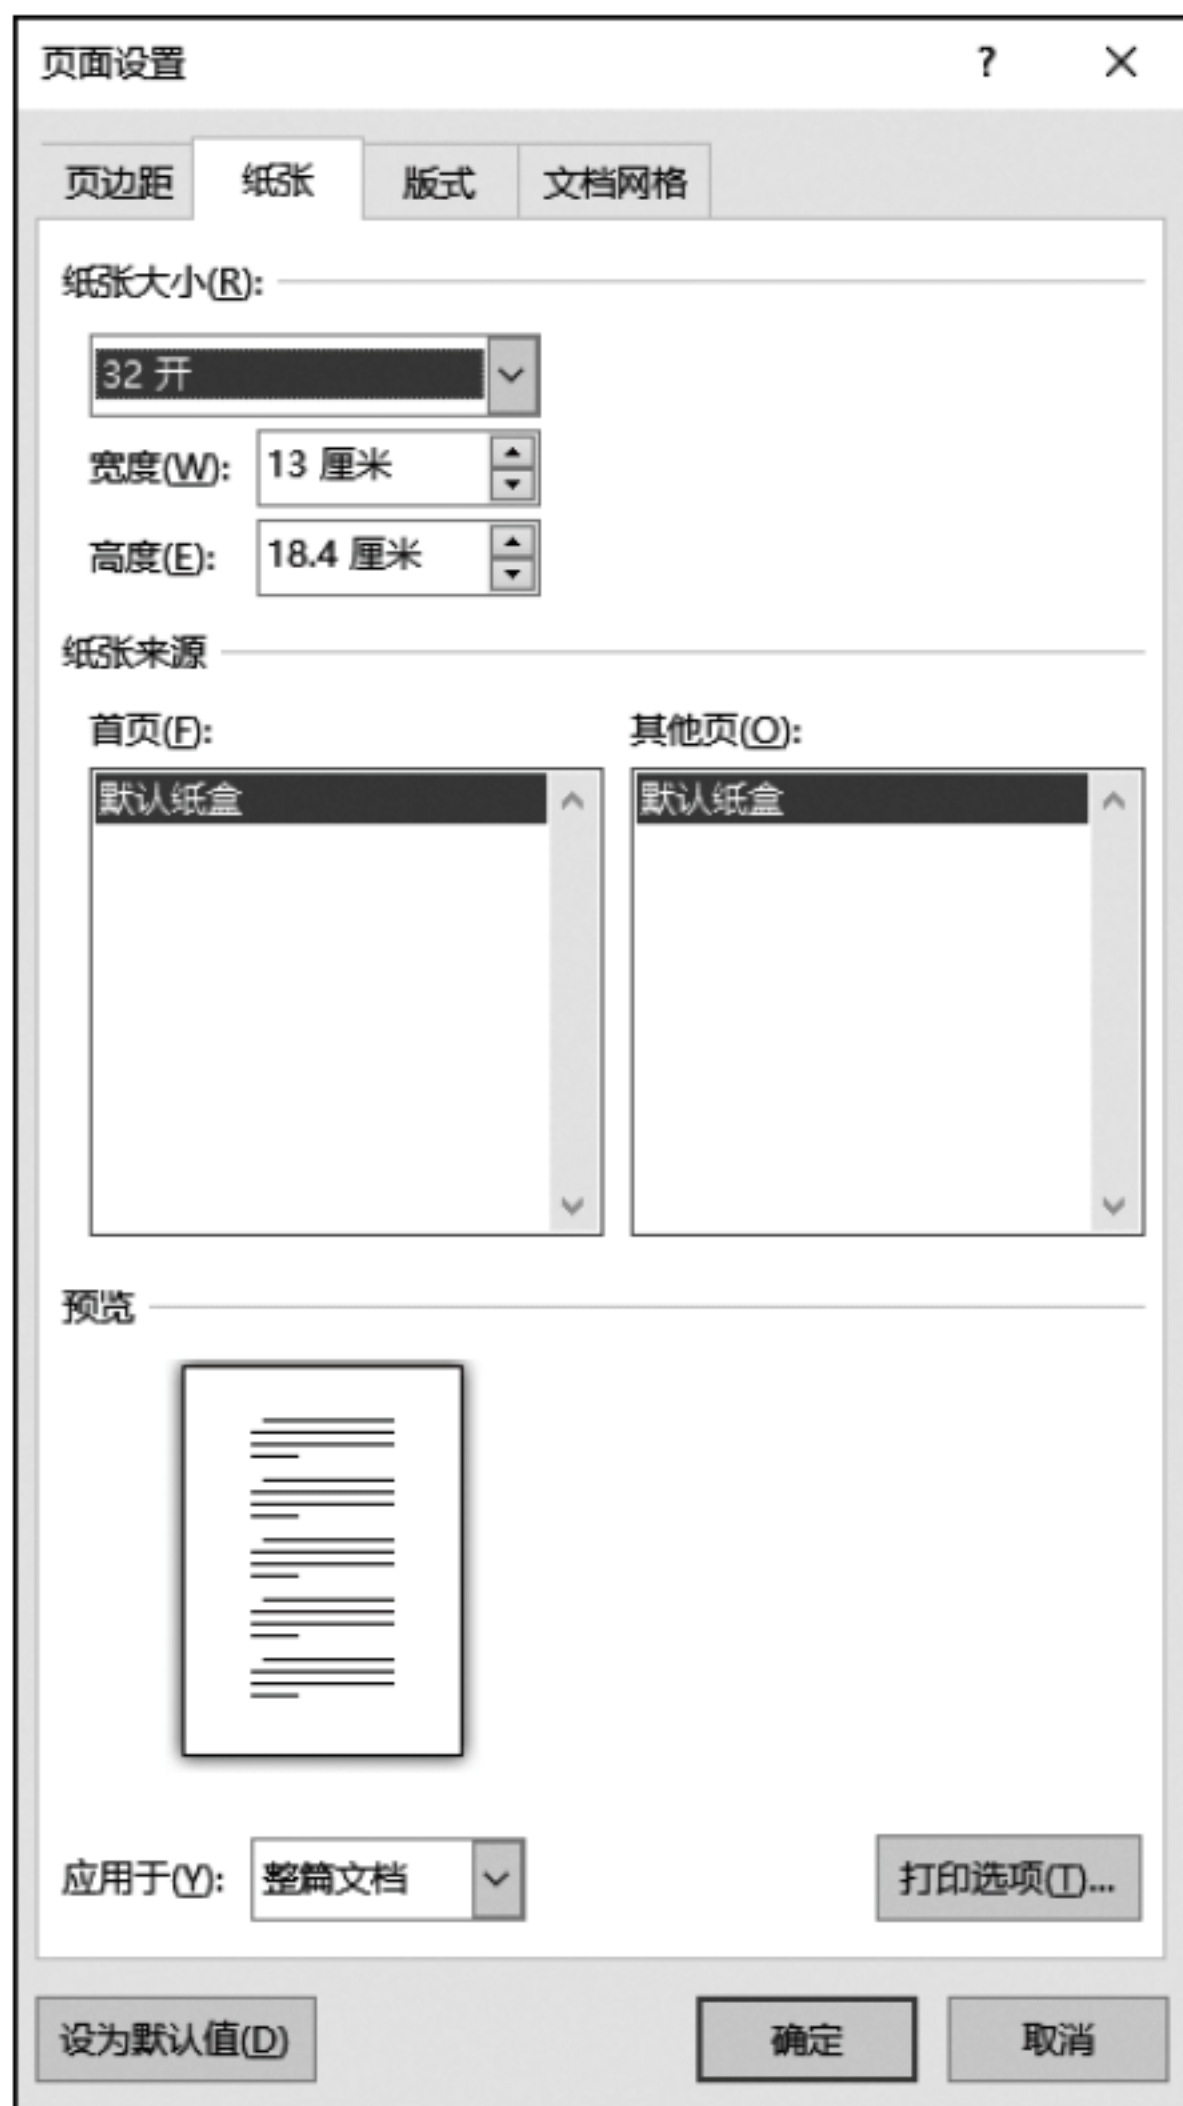 页面设置 ?
页边距 纸张 版式 文档网格
纸张大小(R):
32 开
宽度(W): 13 厘米
高度(E): 18.4 厘米
纸张来源
首页(F): 其他页(O):
默认纸盒 默认纸盒
预览
应用于(Y): 整篇文档 打印选项(T)...
设为默认值(D) 确定 取消